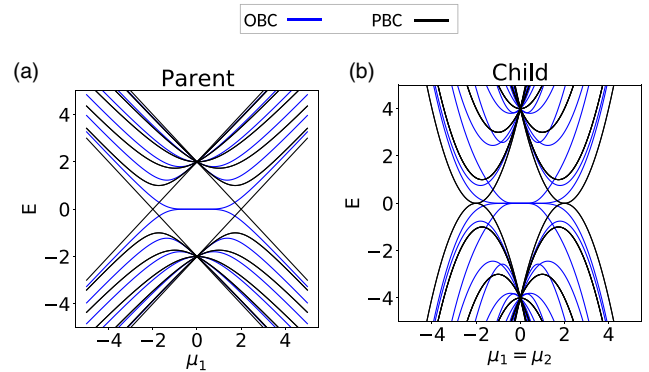 OBC PBC
(a) Parent
E
4
2
0
−2
−4
−4 −2 0 2 4
μ₁
(b) Child
E
4
2
0
−2
−4
−4 −2 0 2 4
μ₁ = μ₂